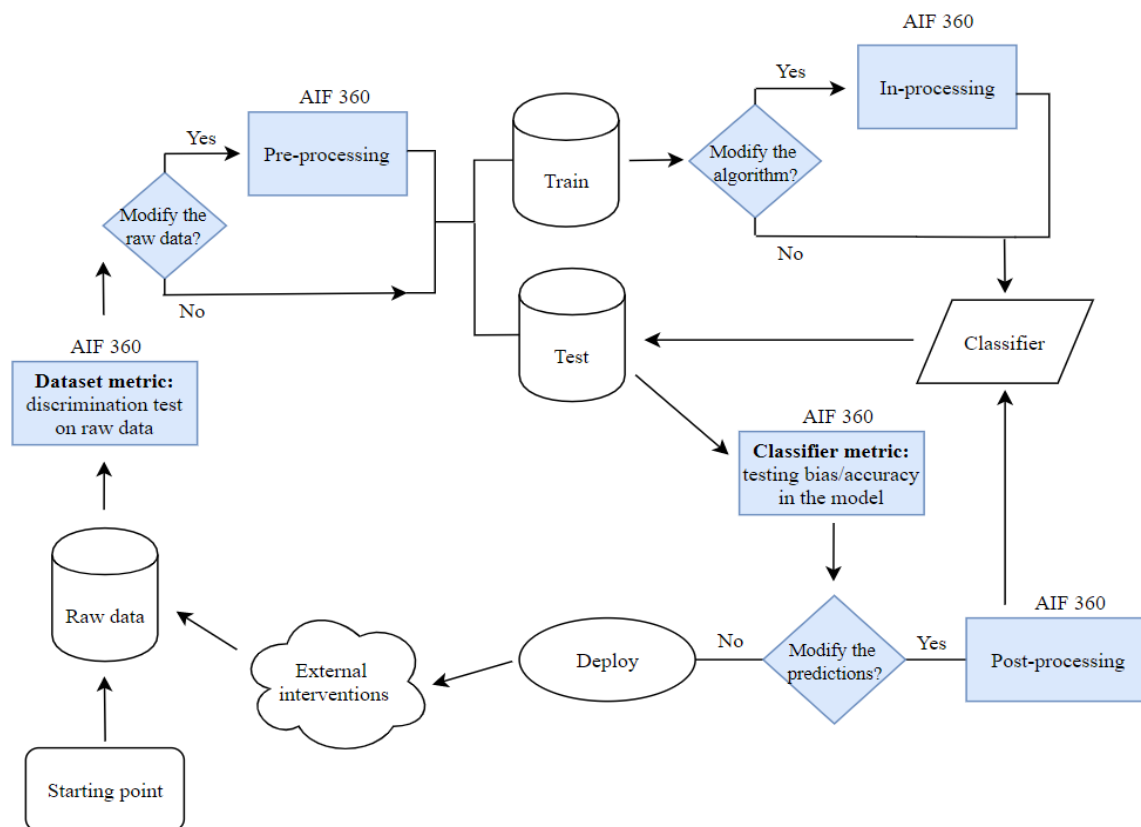 AIF 360
Yes
In-processing
AIF 360
Yes
Pre-processing
Train
Modify the
algorithm?
Modify the
raw data?
No
No
AIF 360
Dataset metric:
discrimination test
on raw data
Test
Classifier
AIF 360
Classifier metric:
testing bias/accuracy
in the model
Raw data
External
interventions
Deploy
No
Modify the
predictions?
Yes
AIF 360
Post-processing
Starting point